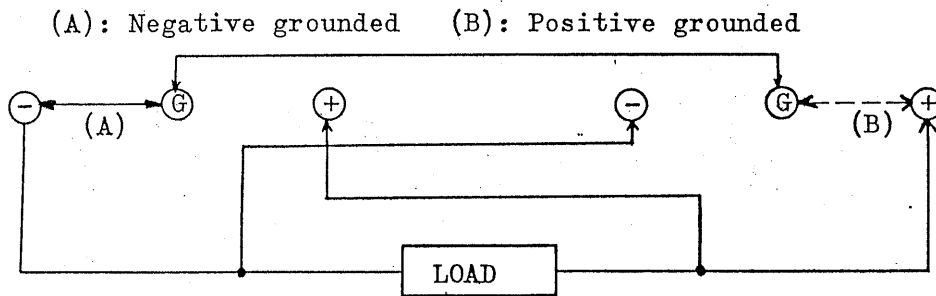 (A): Negative grounded (B): Positive grounded
- G + - G +
(A) (B)
LOAD